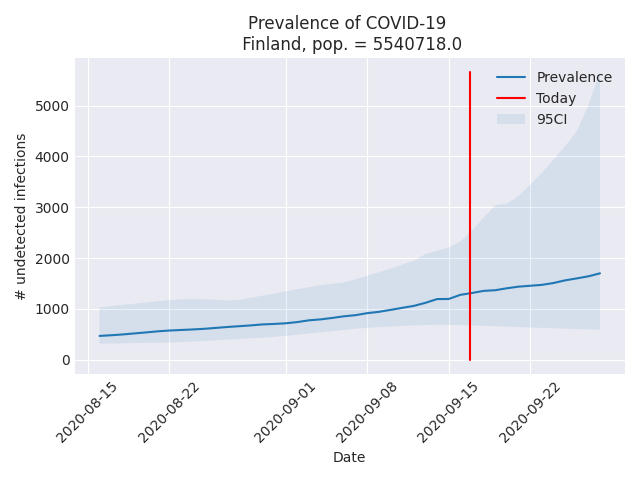 Prevalence of COVID-19
Finland, pop. = 5540718.0
Prevalence
Today
95CI
# undetected infections
5000
4000
3000
2000
1000
0
2020-08-15
2020-08-22
2020-09-01
2020-09-08
2020-09-15
2020-09-22
Date